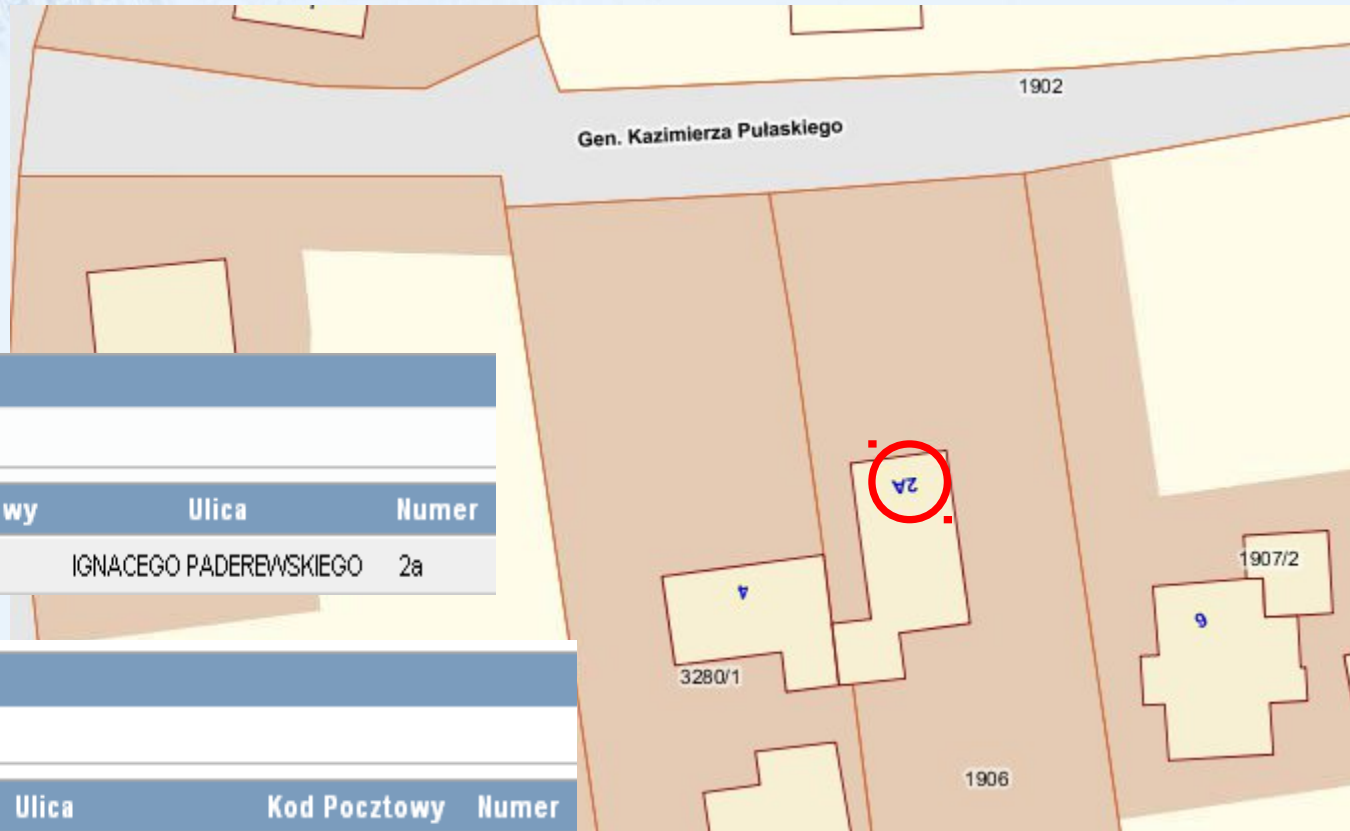 1902
Gen. Kazimierza Pułaskiego
2A
wy Ulica Numer
IGNACEGO PADEREWSKIEGO 2a
4
1907/2
6
3280/1
1906
Ulica Kod Pocztowy Numer